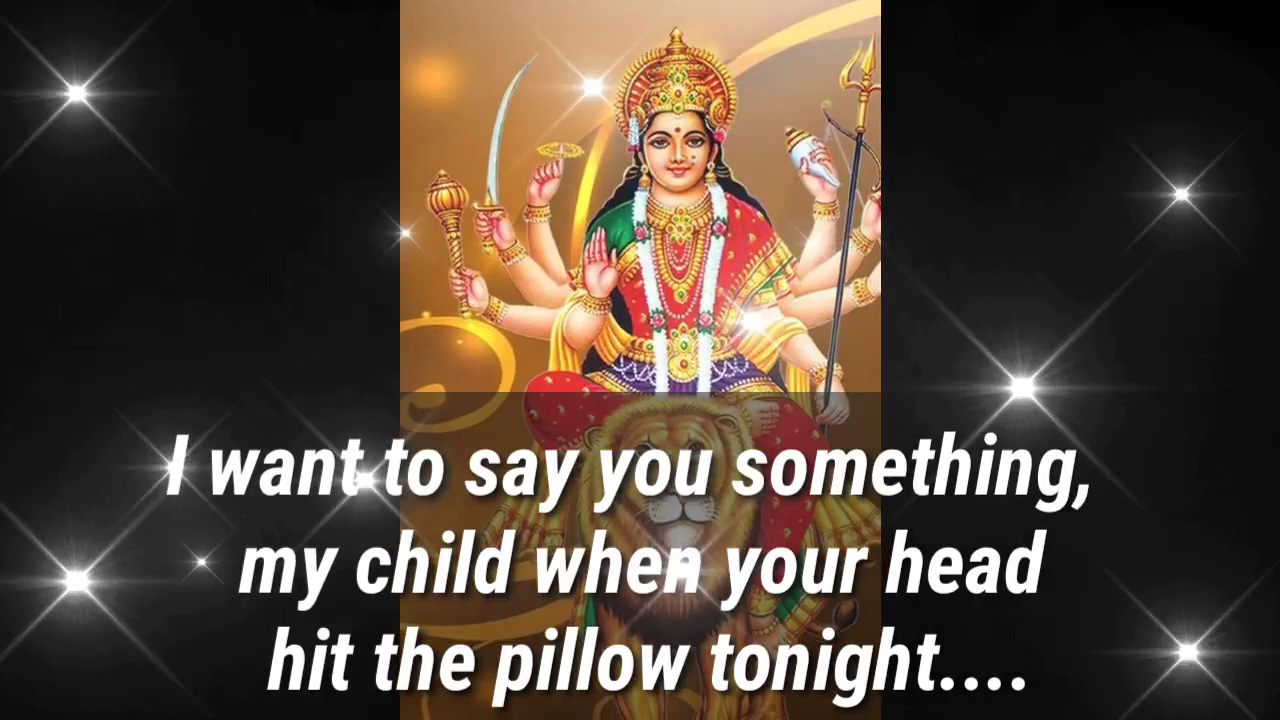 I want to say you something,
my child when your head
hit the pillow tonight....